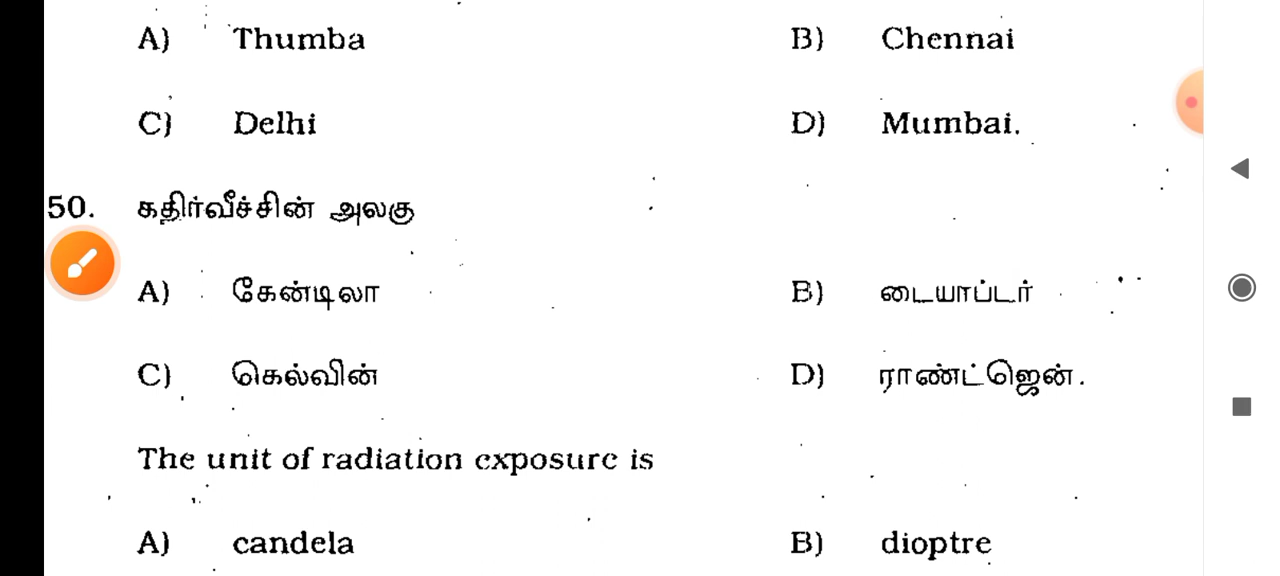 A) Thumba B) Chennai
C) Delhi D) Mumbai.
50. கதிர்வீச்சின் அலகு
A) கேன்டிலா B) டையாப்டர்
C) கெல்வின் D) ராண்ட்ஜென்.
The unit of radiation exposure is
A) candela B) dioptre